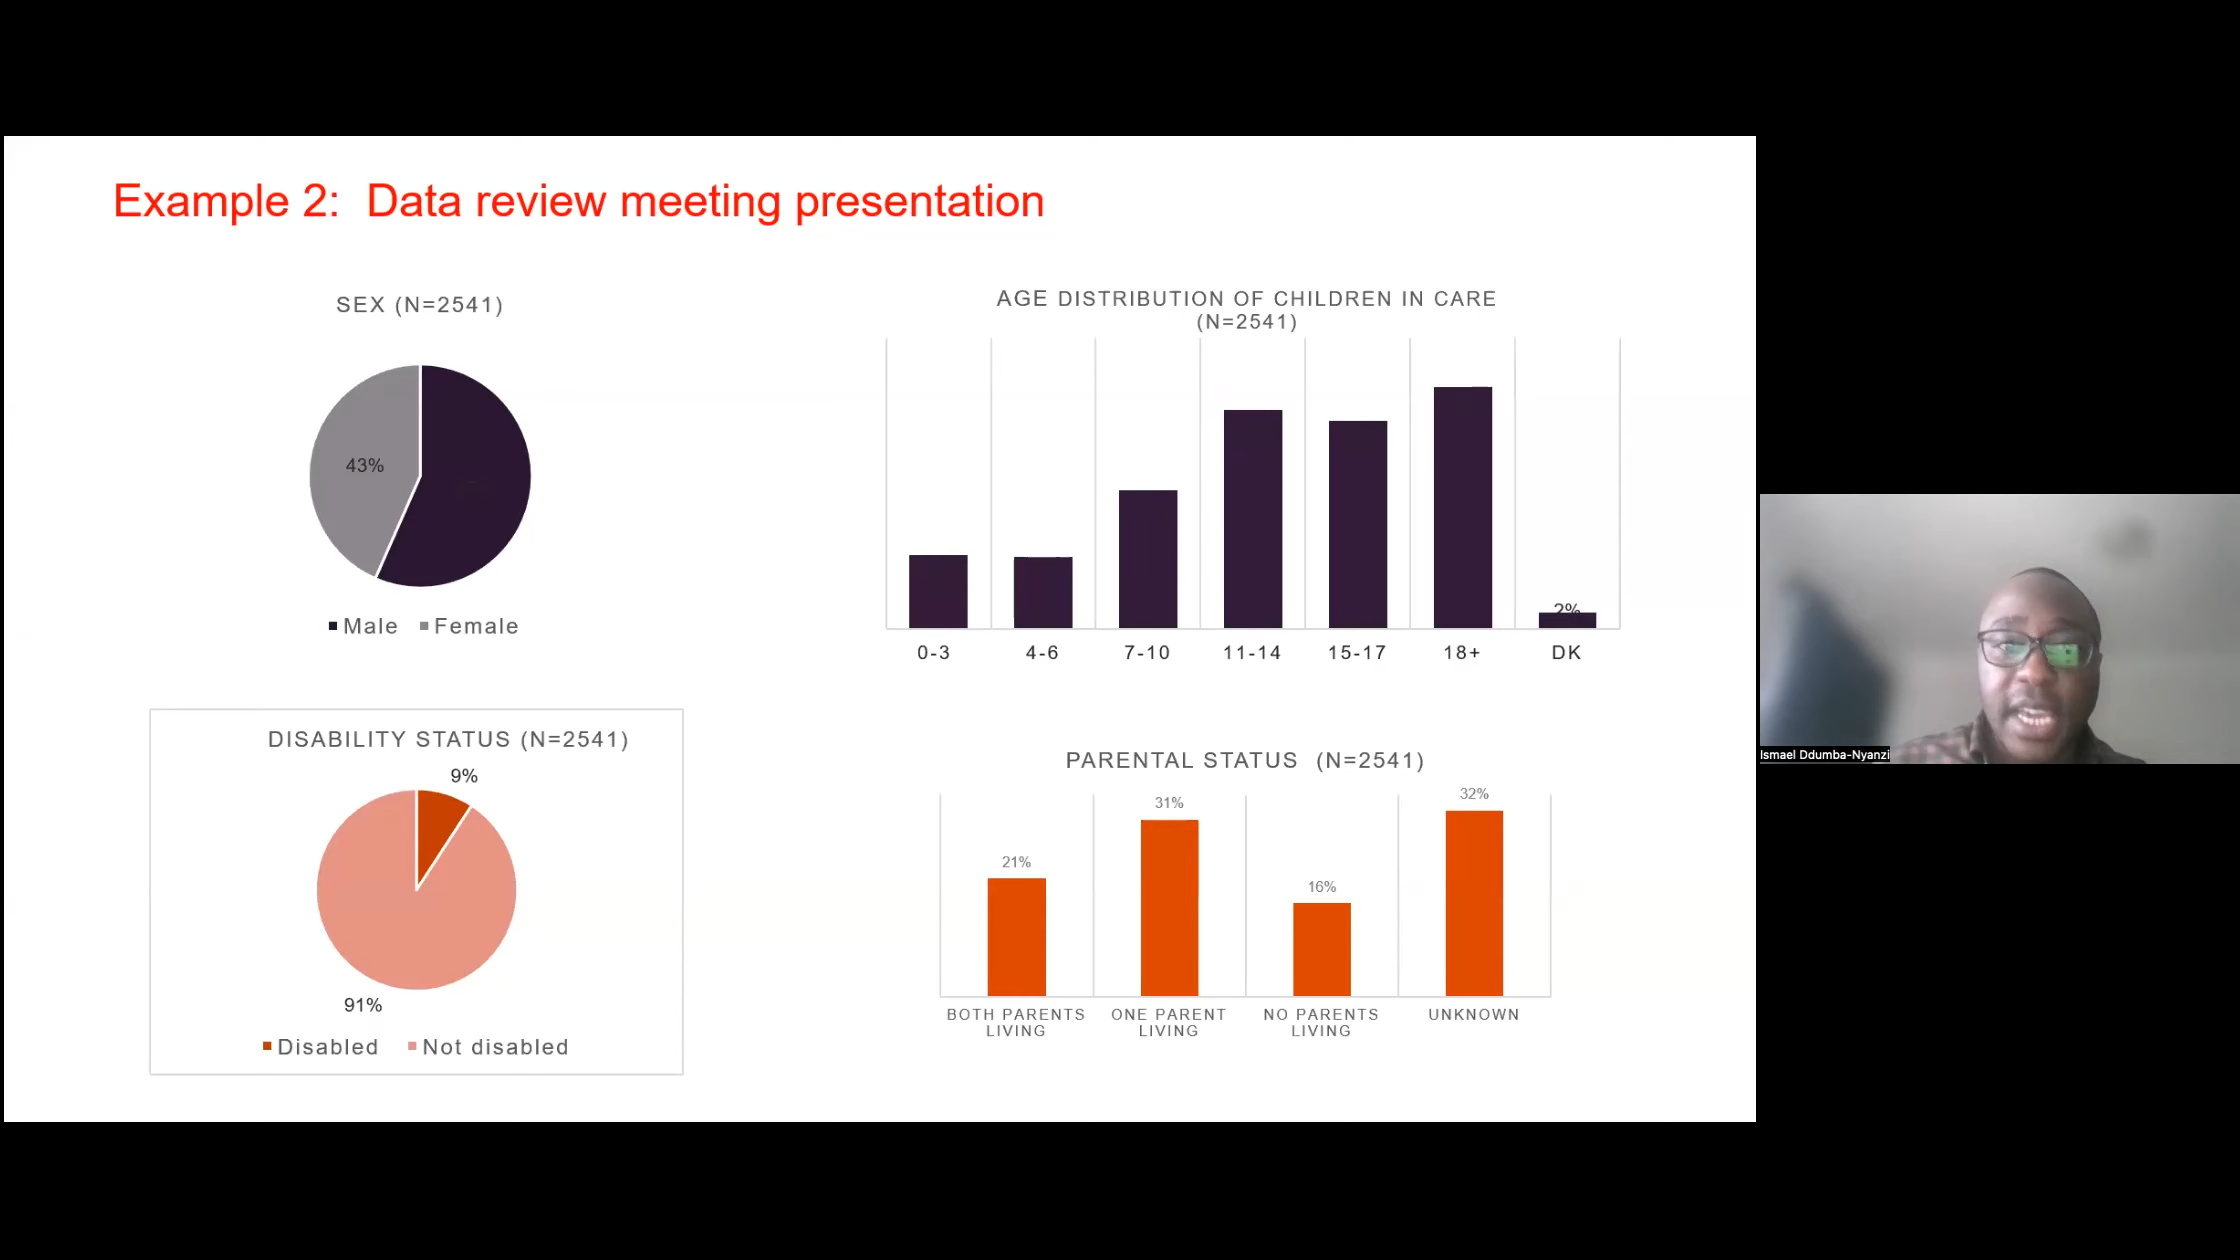 Example 2: Data review meeting presentation
SEX (N=2541)
43%
Male Female
AGE DISTRIBUTION OF CHILDREN IN CARE
(N=2541)
2%
0-3 4-6 7-10 11-14 15-17 18+ DK
DISABILITY STATUS (N=2541)
9%
91%
Disabled Not disabled
PARENTAL STATUS (N=2541)
21% 31% 16% 32%
BOTH PARENTS LIVING
ONE PARENT LIVING
NO PARENTS LIVING
UNKNOWN
Ismael Ddumba-Nyanzi